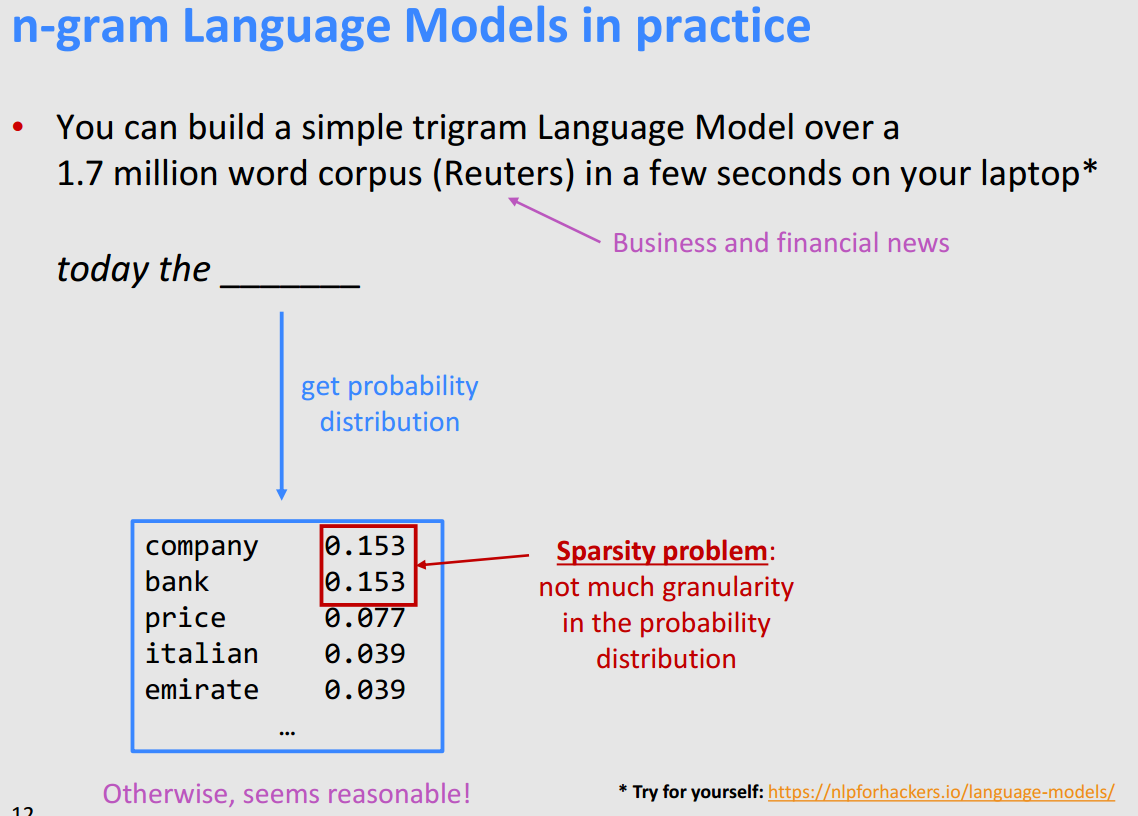 n-gram Language Models in practice
• You can build a simple trigram Language Model over a
1.7 million word corpus (Reuters) in a few seconds on your laptop*
Business and financial news
today the _______
get probability
distribution
company 0.153
bank 0.153
price 0.077
italian 0.039
emirate 0.039
…
Sparsity problem:
not much granularity
in the probability
distribution
Otherwise, seems reasonable!
* Try for yourself: https://nlpforhackers.io/language-models/
12